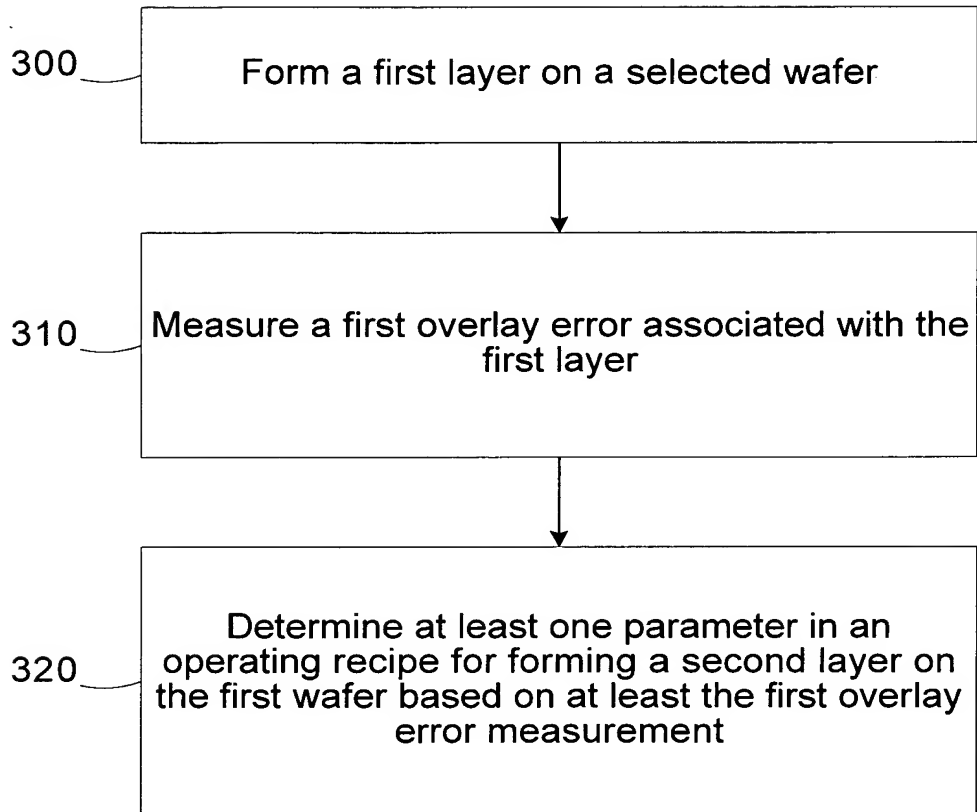 300
Form a first layer on a selected wafer
310
Measure a first overlay error associated with the
first layer
320
Determine at least one parameter in an
operating recipe for forming a second layer on
the first wafer based on at least the first overlay
error measurement